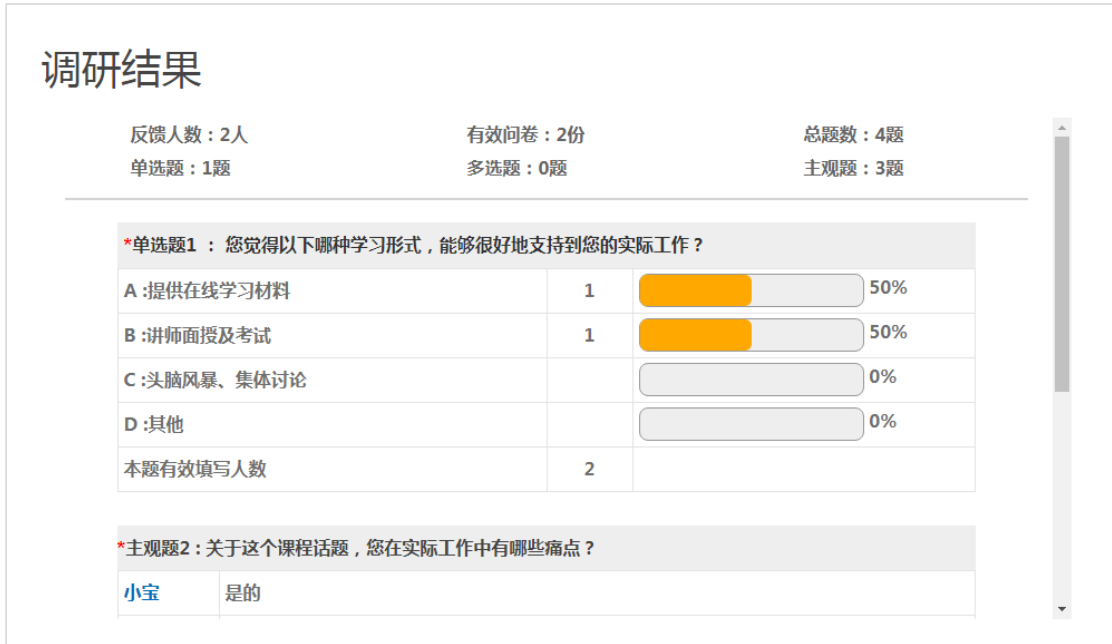 调研结果
反馈人数：2人 有效问卷：2份 总题数：4题
单选题：1题 多选题：0题 主观题：3题
*单选题1 ： 您觉得以下哪种学习形式，能够很好地支持到您的实际工作？
A :提供在线学习材料 1 50%
B :讲师面授及考试 1 50%
C :头脑风暴、集体讨论 0%
D :其他 0%
本题有效填写人数 2
*主观题2：关于这个课程话题，您在实际工作中有哪些痛点？
小宝 是的